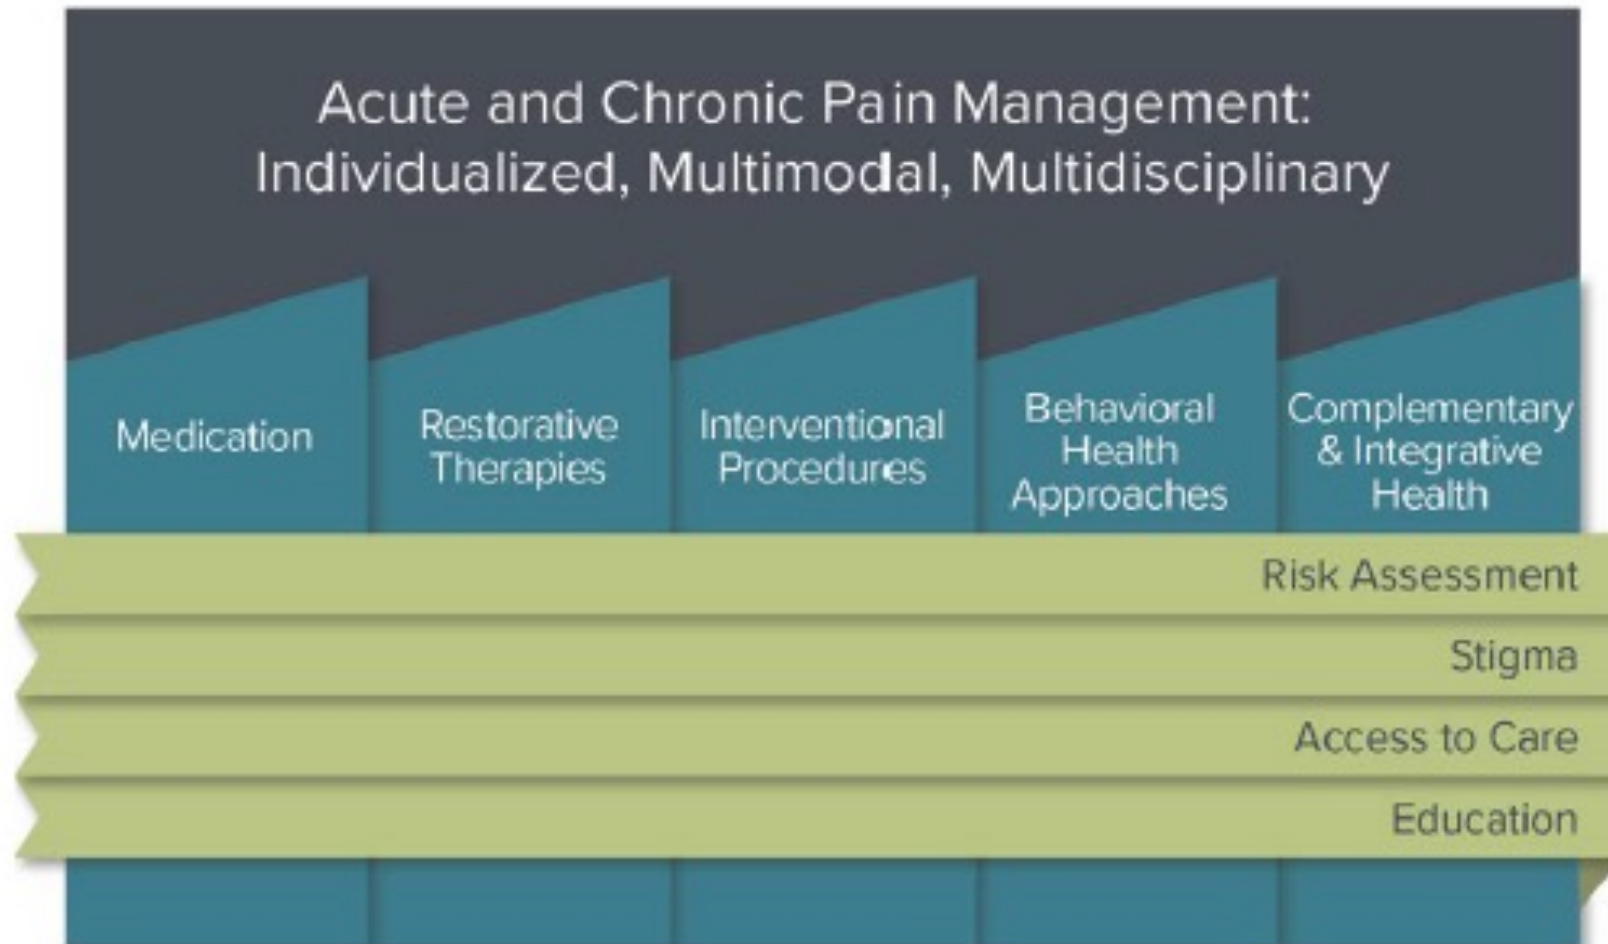 Acute and Chronic Pain Management:
Individualized, Multimodal, Multidisciplinary
Medication
Restorative
Therapies
Interventional
Procedures
Behavioral
Health
Approaches
Complementary
& Integrative
Health
Risk Assessment
Stigma
Access to Care
Education